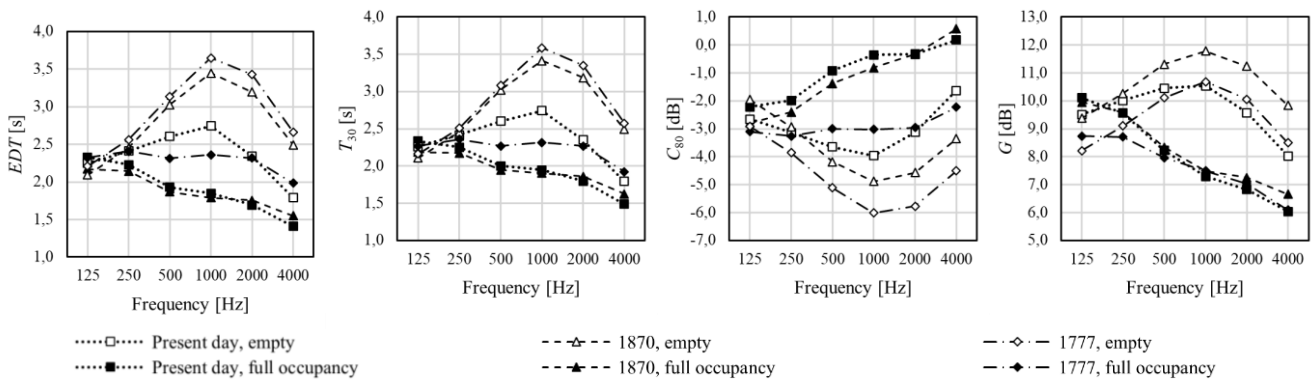 EDT [s]
4,0
3,5
3,0
2,5
2,0
1,5
1,0
125 250 500 1000 2000 4000
Frequency [Hz]
T30 [s]
4,0
3,5
3,0
2,5
2,0
1,5
1,0
125 250 500 1000 2000 4000
Frequency [Hz]
C80 [dB]
1,0
0,0
-1,0
-2,0
-3,0
-4,0
-5,0
-6,0
-7,0
125 250 500 1000 2000 4000
Frequency [Hz]
G [dB]
13,0
12,0
11,0
10,0
9,0
8,0
7,0
6,0
5,0
125 250 500 1000 2000 4000
Frequency [Hz]
Present day, empty
1870, empty
1777, empty
Present day, full occupancy
1870, full occupancy
1777, full occupancy